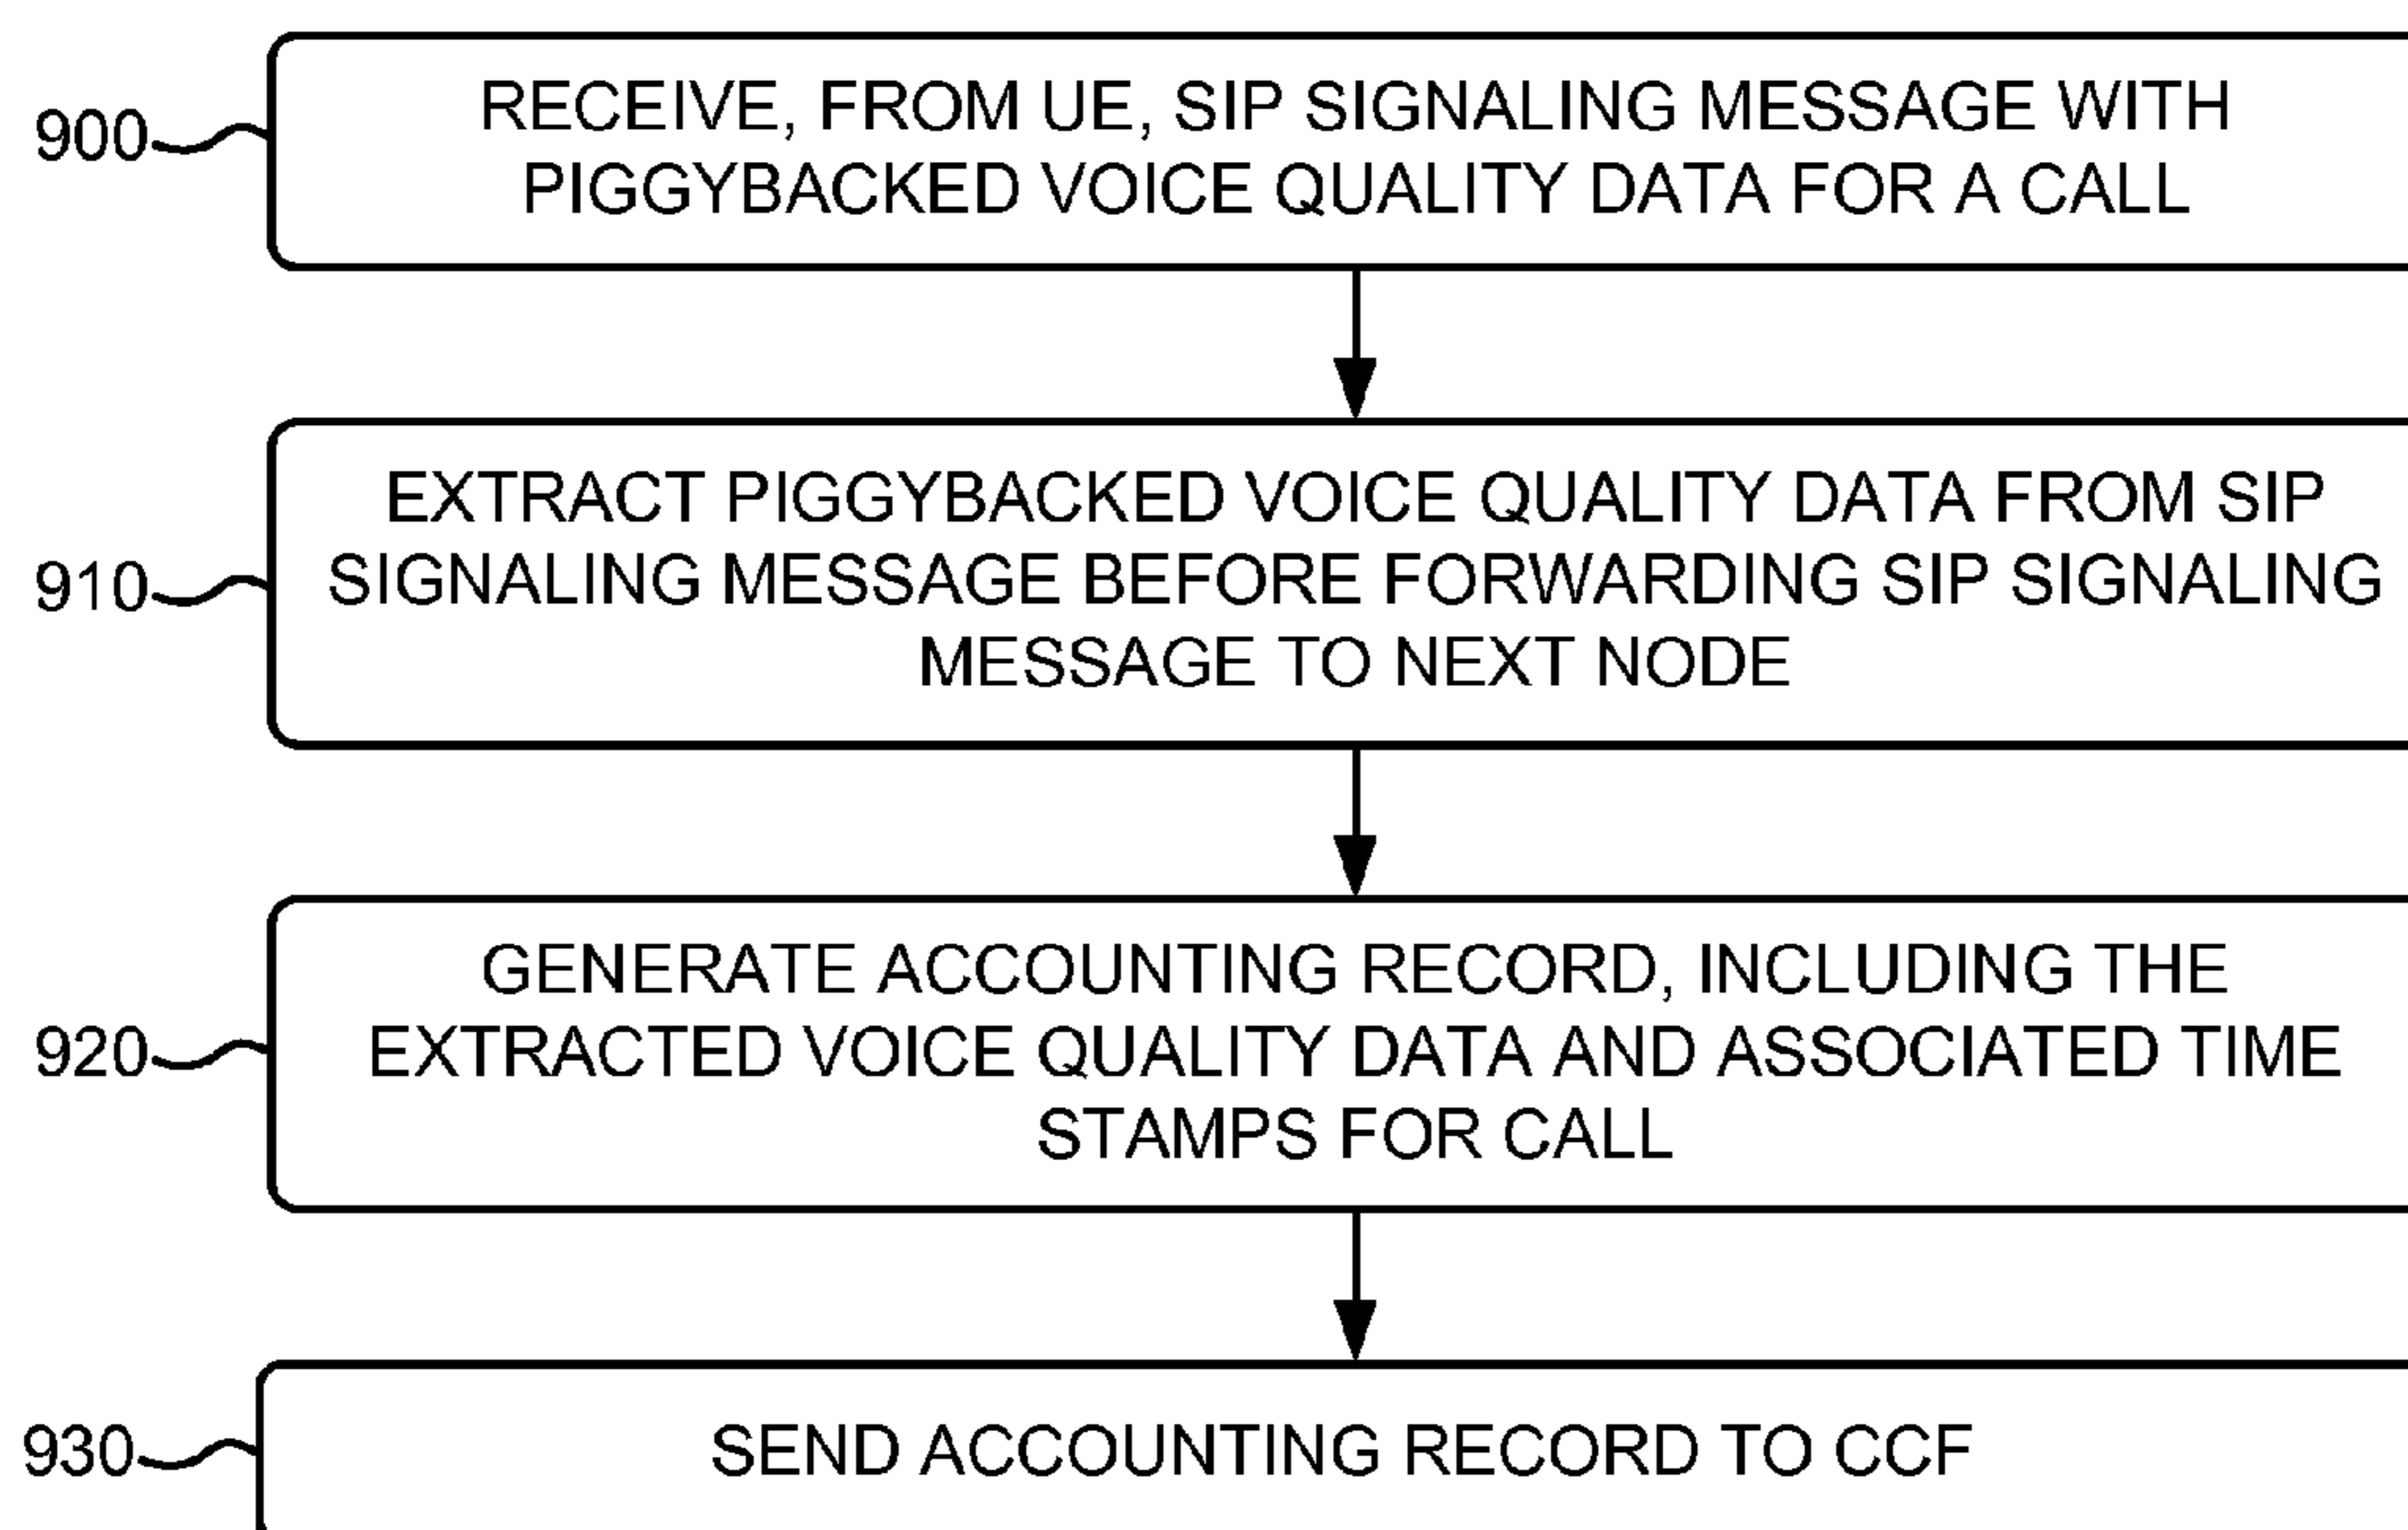 900
RECEIVE, FROM UE, SIP SIGNALING MESSAGE WITH
PIGGYBACKED VOICE QUALITY DATA FOR A CALL
910
EXTRACT PIGGYBACKED VOICE QUALITY DATA FROM SIP
SIGNALING MESSAGE BEFORE FORWARDING SIP SIGNALING
MESSAGE TO NEXT NODE
920
GENERATE ACCOUNTING RECORD, INCLUDING THE
EXTRACTED VOICE QUALITY DATA AND ASSOCIATED TIME
STAMPS FOR CALL
930
SEND ACCOUNTING RECORD TO CCF